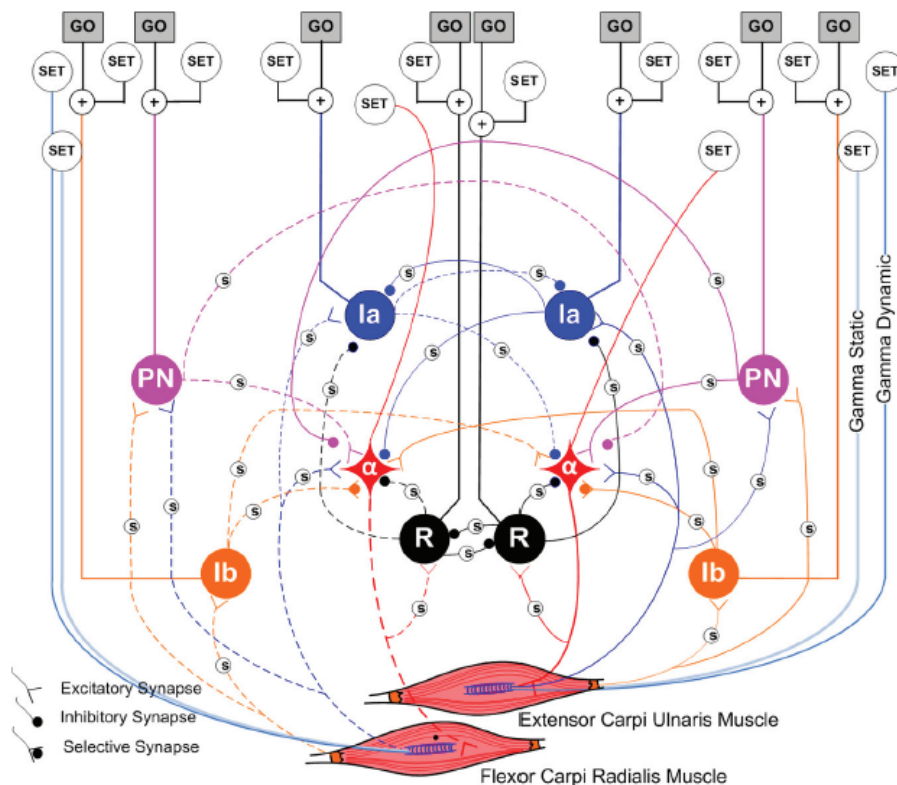 GO GO GO GO GO GO GO GO
SET SET SET SET SET SET SET SET
SET SET
+ + + + + + + +
SET SET SET SET
S S S
Ia Ia
S S S S
PN PN
S S S S
α α
S S S S S S
S S S
R R
S
Ib Ib
S S
S S
Gamma Static
Gamma Dynamic
Excitatory Synapse
Inhibitory Synapse
Selective Synapse
Extensor Carpi Ulnaris Muscle
Flexor Carpi Radialis Muscle